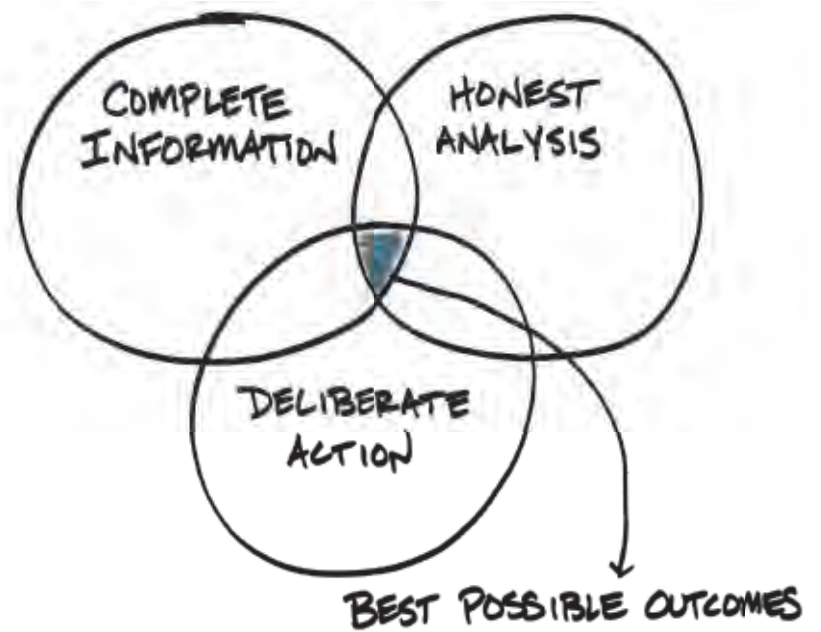 COMPLETE
INFORMATION
HONEST
ANALYSIS
DELIBERATE
ACTION
BEST POSSIBLE OUTCOMES